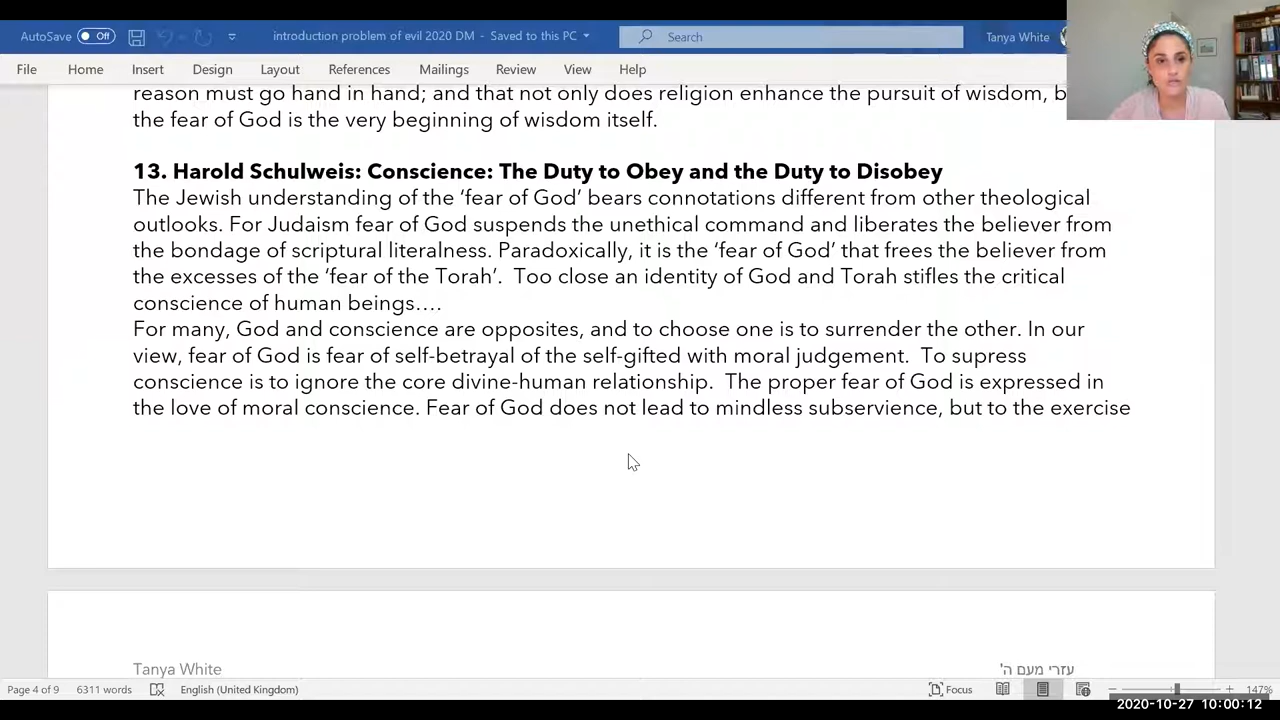 AutoSave Off introduction problem of evil 2020 DM - Saved to this PC Search Tanya White
File Home Insert Design Layout References Mailings Review View Help
reason must go hand in hand; and that not only does religion enhance the pursuit of wisdom,
the fear of God is the very beginning of wisdom itself.
13. Harold Schulweis: Conscience: The Duty to Obey and the Duty to Disobey
The Jewish understanding of the ‘fear of God’ bears connotations different from other theological
outlooks. For Judaism fear of God suspends the unethical command and liberates the believer from
the bondage of scriptural literalness. Paradoxically, it is the ‘fear of God’ that frees the believer from
the excesses of the ‘fear of the Torah’. Too close an identity of God and Torah stifles the critical
conscience of human beings….
For many, God and conscience are opposites, and to choose one is to surrender the other. In our
view, fear of God is fear of self-betrayal of the self-gifted with moral judgement. To supress
conscience is to ignore the core divine-human relationship. The proper fear of God is expressed in
the love of moral conscience. Fear of God does not lead to mindless subservience, but to the exercise
Tanya White עזרי מעם ה'
Page 4 of 9 6311 words English (United Kingdom) Focus 147%
2020-10-27 10:00:12